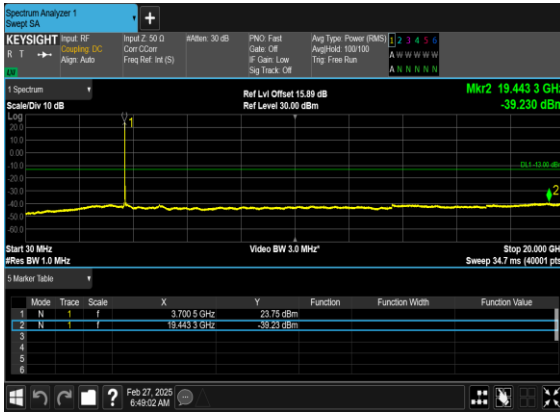 Spectrum Analyzer 1
Swept SA
KEYSIGHT
R T
Input: RF
Coupling: DC
Align: Auto
Input Z: 50 Ω
Corr CCorr
Freq Ref: Int (S)
#Atten: 30 dB
PNO: Fast
Gate: Off
IF Gain: Low
Sig Track: Off
Avg Type: Power (RMS)
Avg|Hold: 100/100
Trig: Free Run
1 2 3 4 5 6
A W W W W W
A N N N N N
1 Spectrum
Scale/Div 10 dB
Ref Lvl Offset 15.89 dB
Ref Level 30.00 dBm
Mkr2 19.443 3 GHz
-39.230 dBm
Log
20.0
10.0
0.00
-10.0
-20.0
-30.0
-40.0
-50.0
-60.0
1
DL1 -13.00 dBm
2
Start 30 MHz
#Res BW 1.0 MHz
Video BW 3.0 MHz*
Stop 20.000 GHz
Sweep 34.7 ms (40001 pts)
5 Marker Table
Mode Trace Scale X Y Function Function Width Function Value
1 N 1 f 3.700 5 GHz 23.75 dBm
2 N 1 f 19.443 3 GHz -39.23 dBm
3
4
5
6
Feb 27, 2025
6:49:02 AM